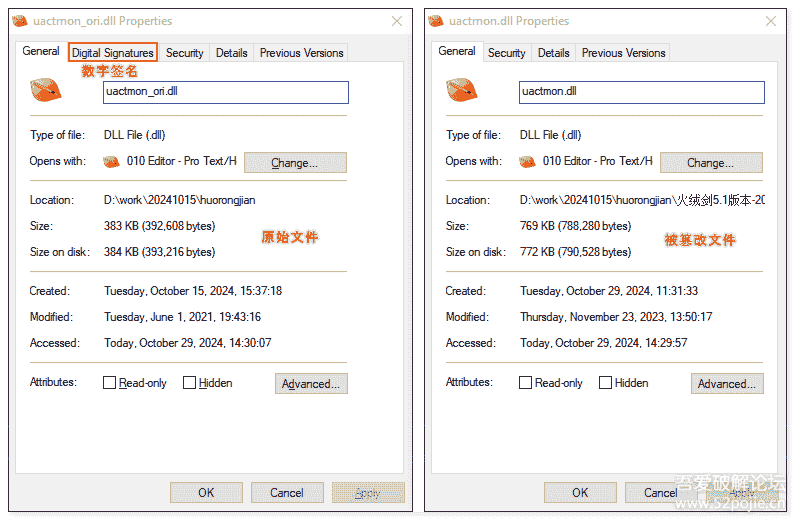 uactmon_ori.dll Properties
General
Digital Signatures
Security
Details
Previous Versions
数字签名
uactmon_ori.dll
Type of file: DLL File (.dll)
Opens with: 010 Editor - Pro Text/H
Change...
Location: D:\work\20241015\huorongjian
Size: 383 KB (392,608 bytes)
原始文件
Size on disk: 384 KB (393,216 bytes)
Created: Tuesday, October 15, 2024, 15:37:18
Modified: Tuesday, June 1, 2021, 19:43:16
Accessed: Today, October 29, 2024, 14:30:07
Attributes: Read-only Hidden Advanced...
OK Cancel Apply
uactmon.dll Properties
General
Security
Details
Previous Versions
uactmon.dll
Type of file: DLL File (.dll)
Opens with: 010 Editor - Pro Text/H
Change...
Location: D:\work\20241015\huorongjian\火绒剑5.1版本-20
Size: 769 KB (788,280 bytes)
被篡改文件
Size on disk: 772 KB (790,528 bytes)
Created: Tuesday, October 29, 2024, 11:31:33
Modified: Thursday, November 23, 2023, 13:50:17
Accessed: Today, October 29, 2024, 14:29:57
Attributes: Read-only Hidden Advanced...
OK Cancel Apply
吾爱破解论坛
www.52pojie.cn